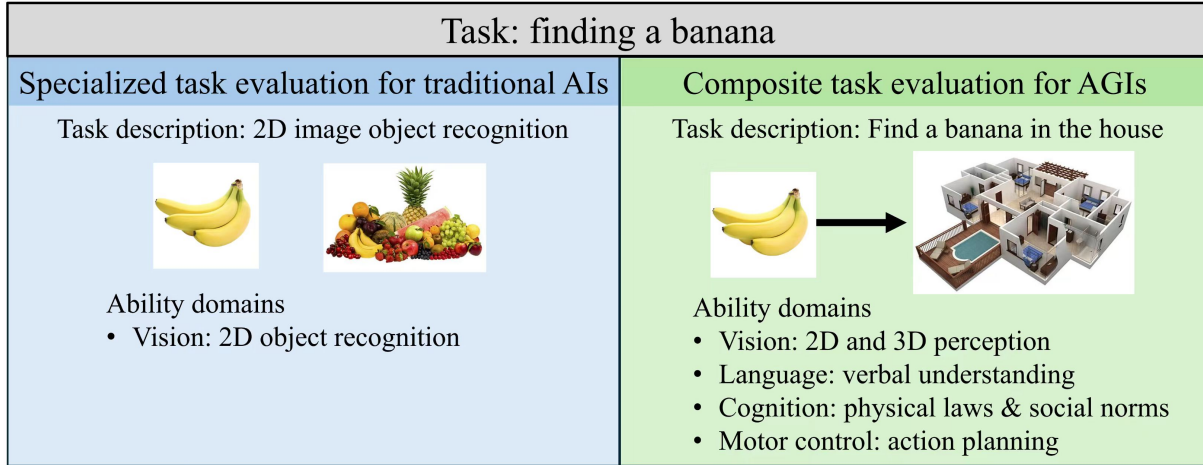 Task: finding a banana
Specialized task evaluation for traditional AIs
Task description: 2D image object recognition
Ability domains
• Vision: 2D object recognition
Composite task evaluation for AGIs
Task description: Find a banana in the house
Ability domains
• Vision: 2D and 3D perception
• Language: verbal understanding
• Cognition: physical laws & social norms
• Motor control: action planning